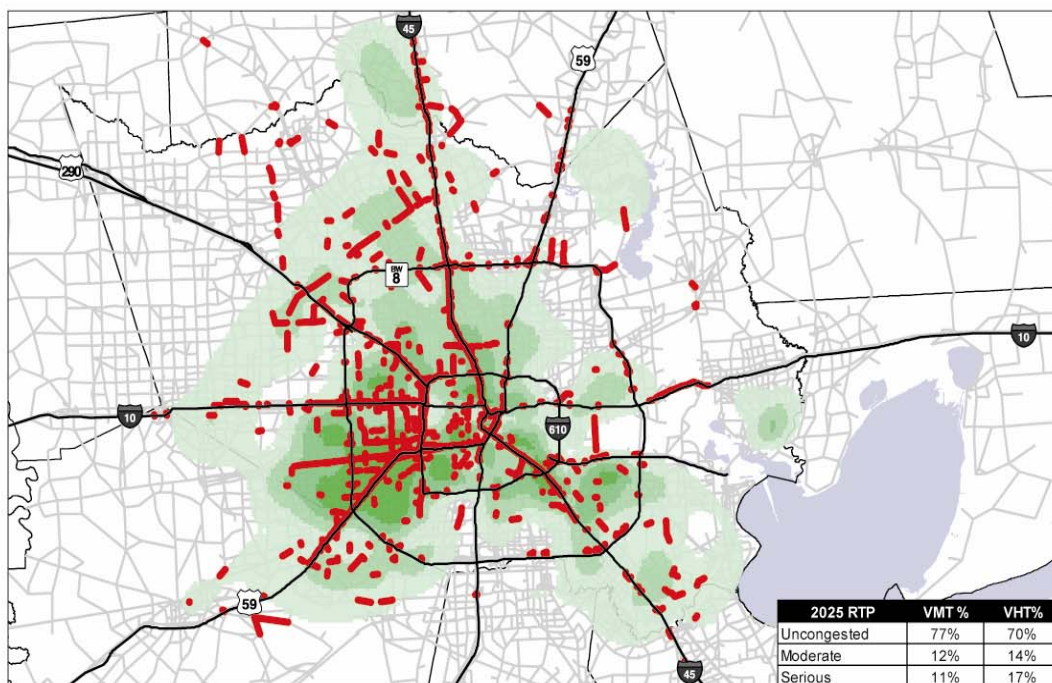 45
59
290
BW
8
10
10
610
59
45
2025 RTP VMT % VHT%
Uncongested 77% 70%
Moderate 12% 14%
Serious 11% 17%